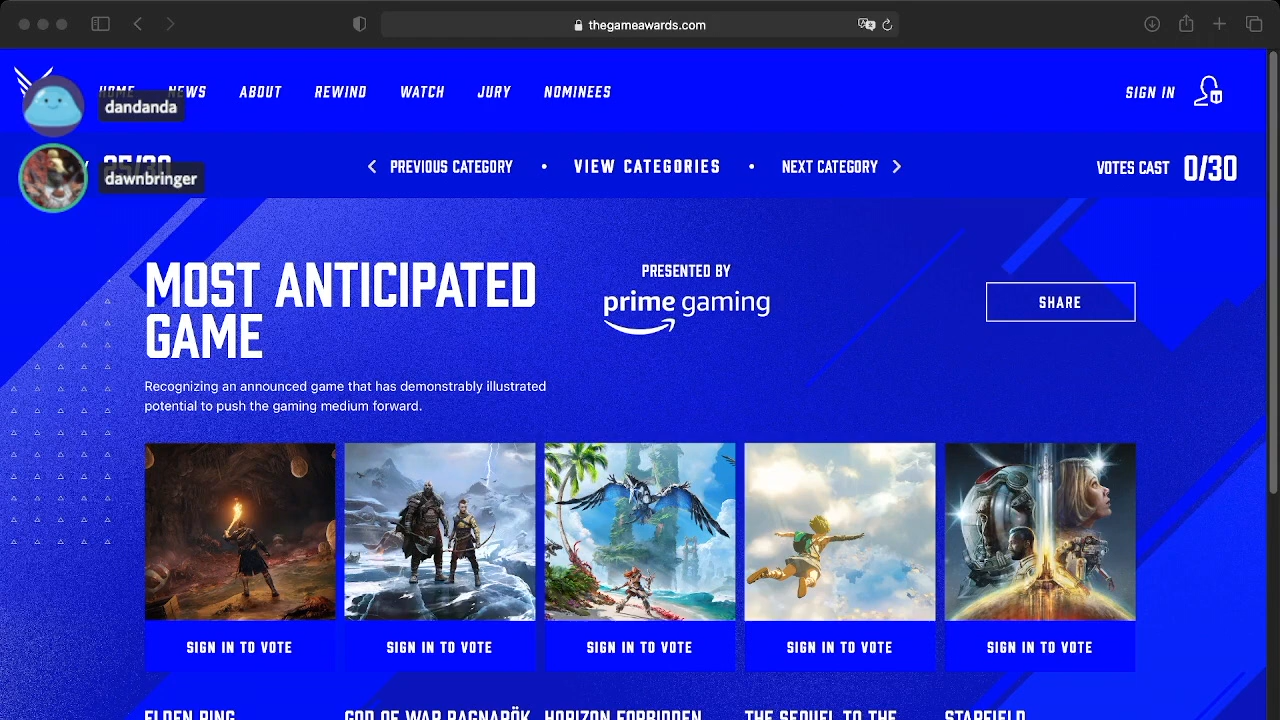 thegameawards.com
HOME NEWS ABOUT REWIND WATCH JURY NOMINEES
SIGN IN
dandanda
25/30
PREVIOUS CATEGORY • VIEW CATEGORIES • NEXT CATEGORY
VOTES CAST 0/30
dawnbringer
MOST ANTICIPATED
GAME
PRESENTED BY
prime gaming
SHARE
Recognizing an announced game that has demonstrably illustrated
potential to push the gaming medium forward.
SIGN IN TO VOTE SIGN IN TO VOTE SIGN IN TO VOTE SIGN IN TO VOTE SIGN IN TO VOTE
ELDEN RING GOD OF WAR RAGNARÖK HORIZON FORBIDDEN THE SEQUEL TO THE STARFIELD